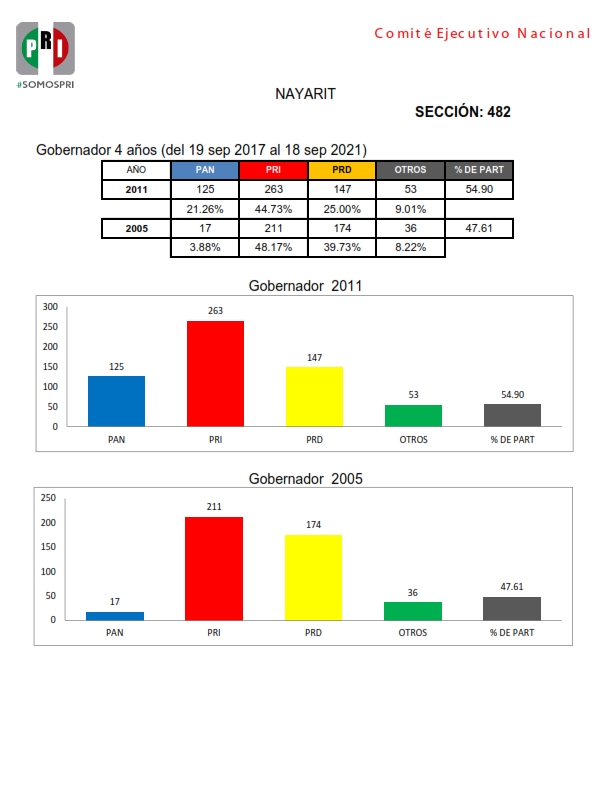 Comité Ejecutivo Nacional
PRI
#SOMOSPRI
NAYARIT
SECCIÓN: 482
Gobernador 4 años (del 19 sep 2017 al 18 sep 2021)
AÑO PAN PRI PRD OTROS % DE PART
2011 125 263 147 53 54.90
21.26% 44.73% 25.00% 9.01%
2005 17 211 174 36 47.61
3.88% 48.17% 39.73% 8.22%
Gobernador 2011
300
263
250
200
147
150
125
100
53
54.90
50
0
PAN PRI PRD OTROS % DE PART
Gobernador 2005
250
211
200
174
150
100
50
47.61
36
17
0
PAN PRI PRD OTROS % DE PART